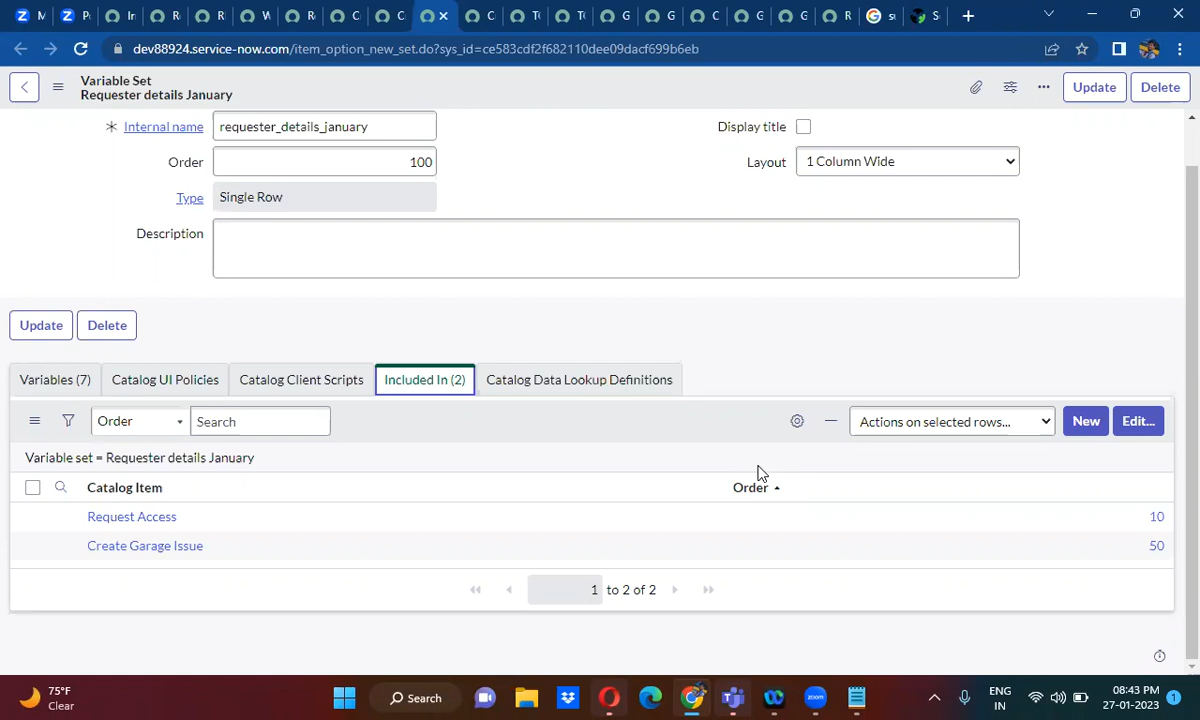 dev88924.service-now.com/item_option_new_set.do?sys_id=ce583cdf2f682110dee09dacf699b6eb
Variable Set
Requester details January
Update
Delete
Internal name
requester_details_january
Display title
Order
100
Layout
1 Column Wide
Type
Single Row
Description
Update
Delete
Variables (7)
Catalog UI Policies
Catalog Client Scripts
Included In (2)
Catalog Data Lookup Definitions
Order
Search
Actions on selected rows...
New
Edit...
Variable set = Requester details January
Catalog Item
Order
Request Access
10
Create Garage Issue
50
1
to 2 of 2
75°F
Clear
Search
ENG
IN
08:43 PM
27-01-2023
1